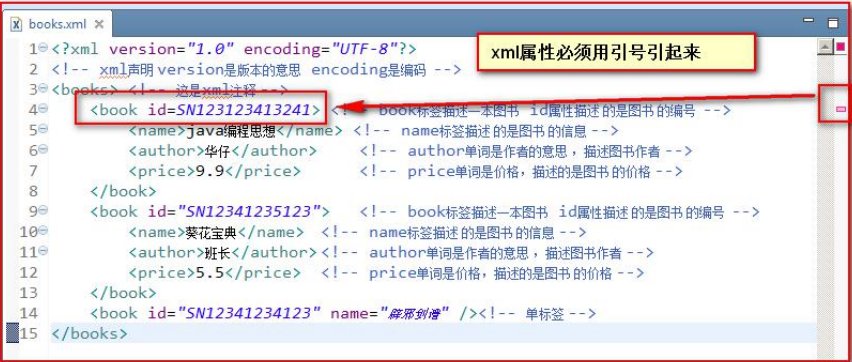 books.xml
xml属性必须用引号引起来
1 <?xml version="1.0" encoding="UTF-8"?>
2 <!-- xml声明 version是版本的意思 encoding是编码 -->
3 <books> <!-- 这是xml注释 -->
4 <book id=SN123123413241> <!-- book标签描述一本图书 id属性描述的是图书的编号 -->
5 <name>java编程思想</name> <!-- name标签描述的是图书的信息 -->
6 <author>华仔</author> <!-- author单词是作者的意思，描述图书作者 -->
7 <price>9.9</price> <!-- price单词是价格，描述的是图书的价格 -->
8 </book>
9 <book id="SN12341235123"> <!-- book标签描述一本图书 id属性描述的是图书的编号 -->
10 <name>葵花宝典</name> <!-- name标签描述的是图书的信息 -->
11 <author>班长</author> <!-- author单词是作者的意思，描述图书作者 -->
12 <price>5.5</price> <!-- price单词是价格，描述的是图书的价格 -->
13 </book>
14 <book id="SN12341234123" name="辟邪剑谱" /><!-- 单标签 -->
15 </books>